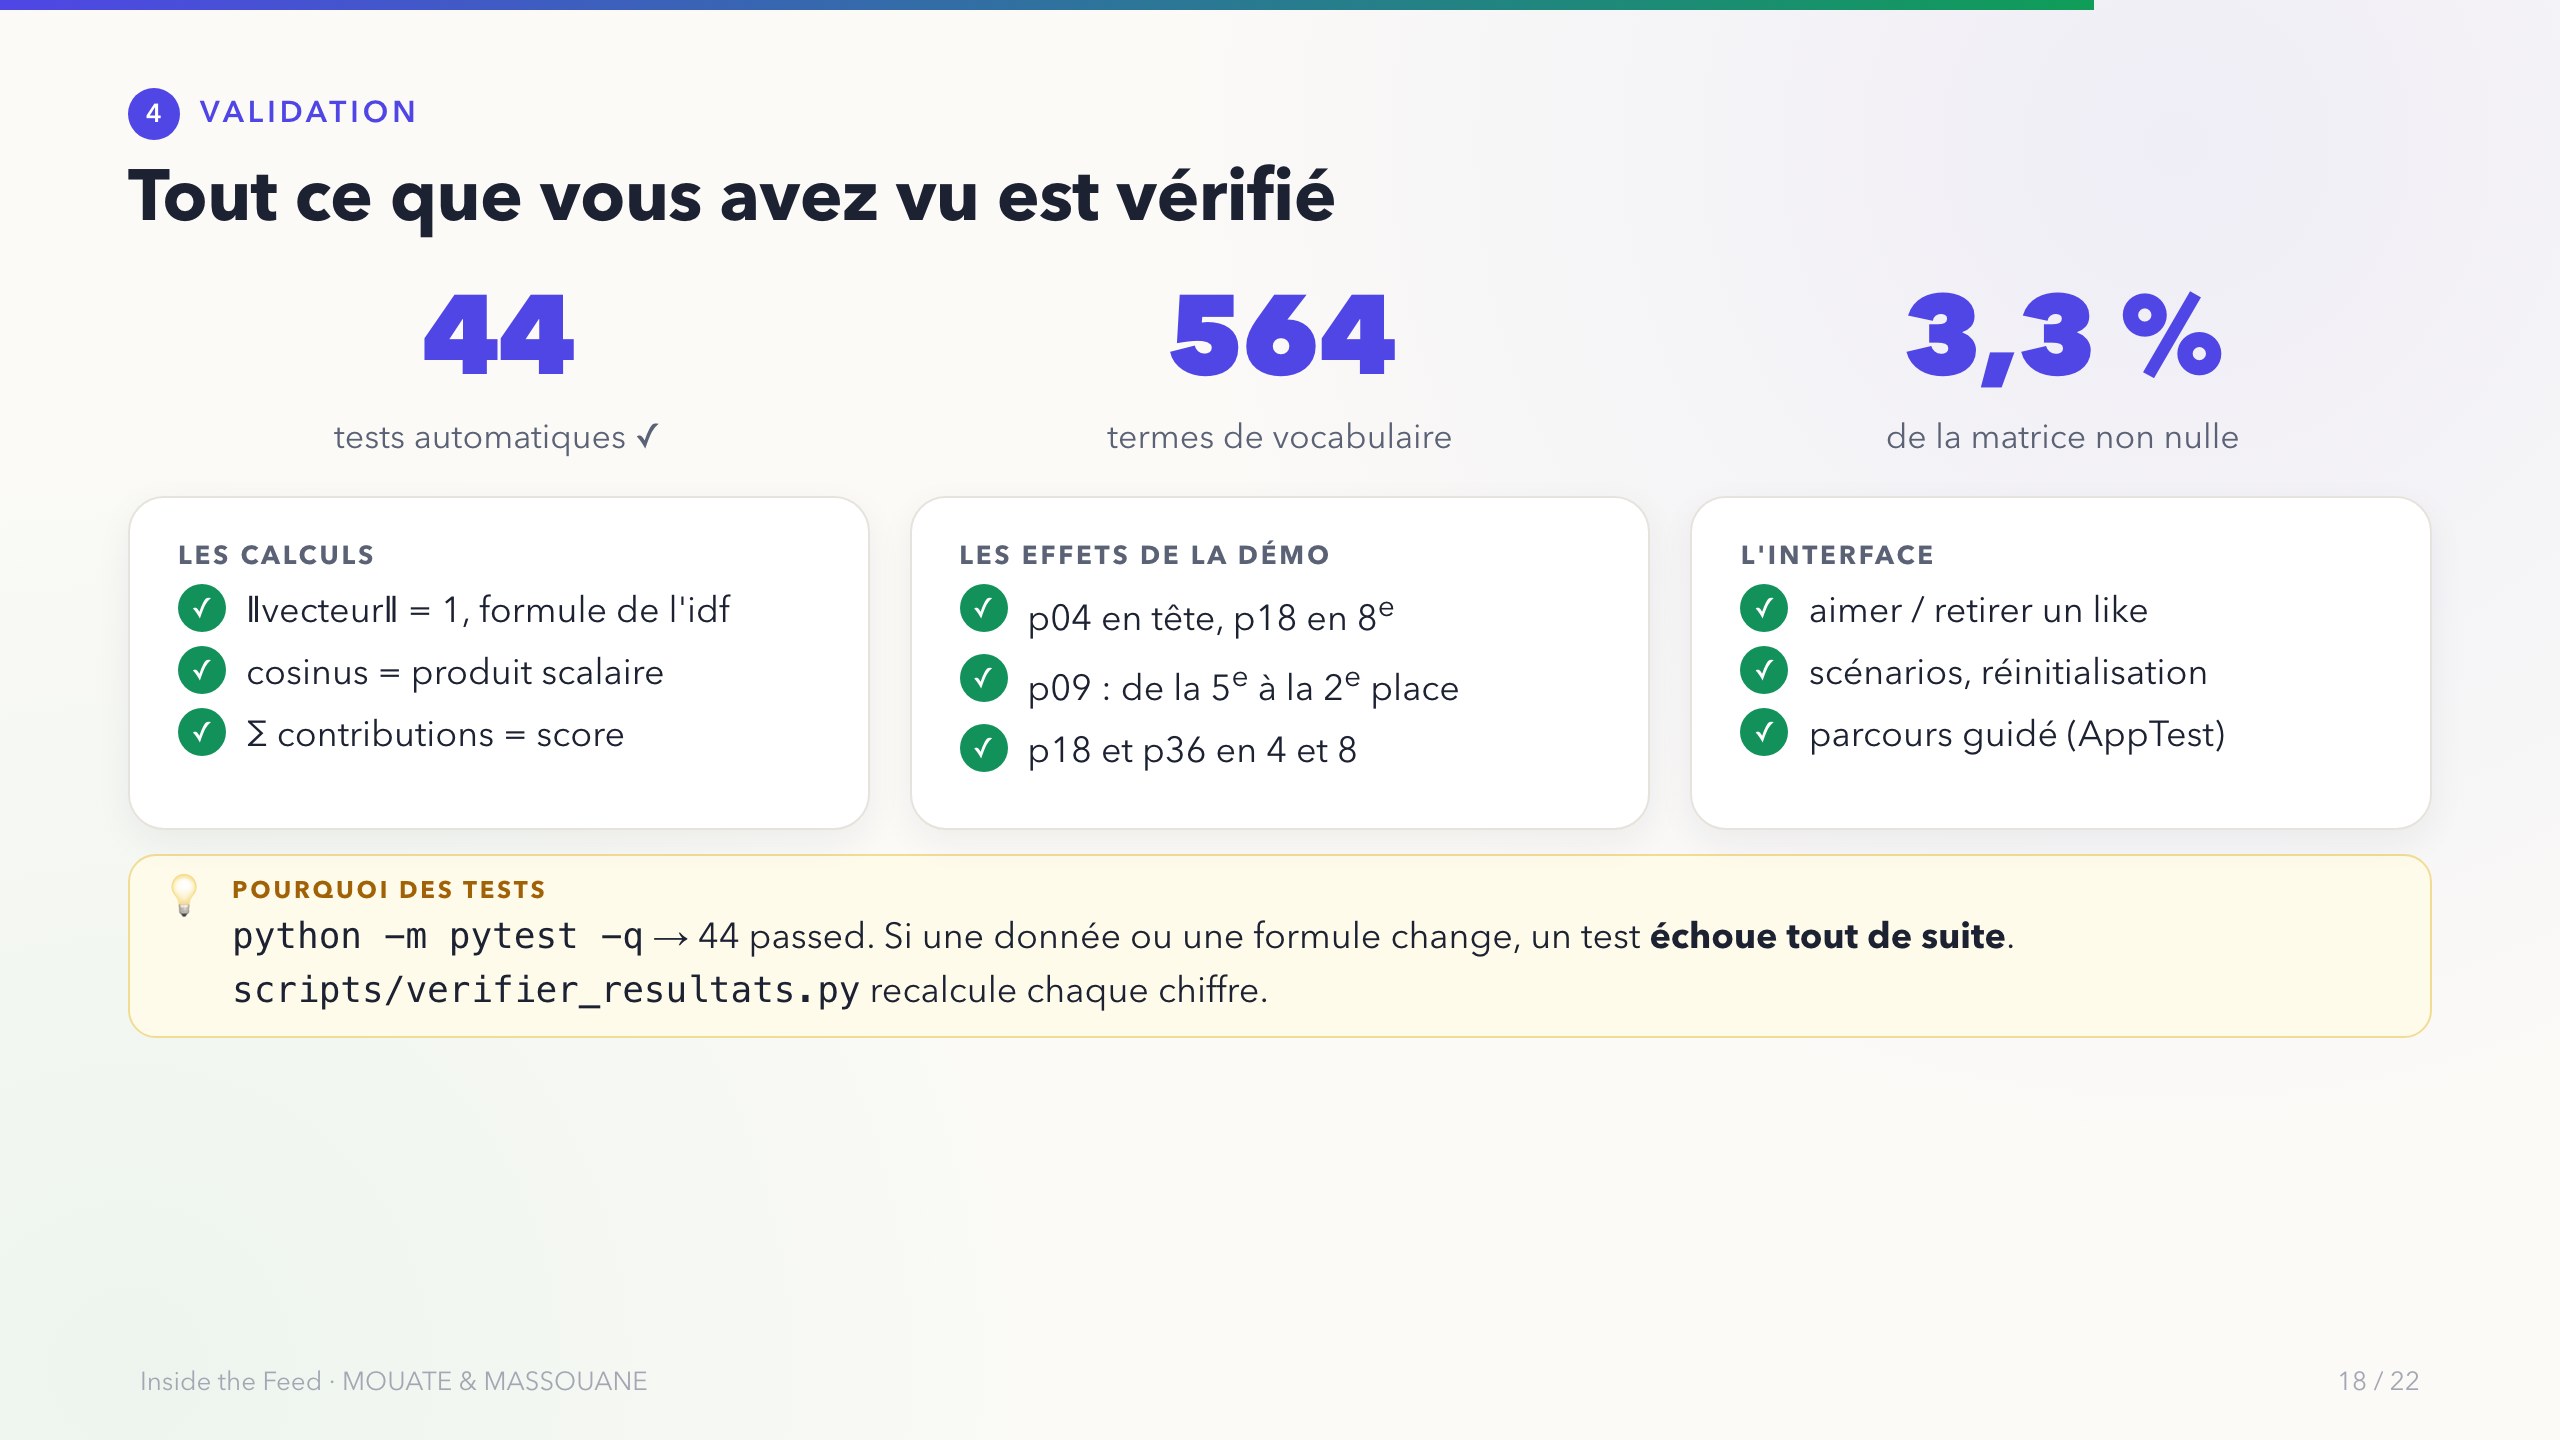 4 VALIDATION
Tout ce que vous avez vu est vérifié
44
tests automatiques ✓
564
termes de vocabulaire
3,3 %
de la matrice non nulle
LES CALCULS
✓ ‖vecteur‖ = 1, formule de l'idf
✓ cosinus = produit scalaire
✓ Σ contributions = score
LES EFFETS DE LA DÉMO
✓ p04 en tête, p18 en 8ᵉ
✓ p09 : de la 5ᵉ à la 2ᵉ place
✓ p18 et p36 en 4 et 8
L'INTERFACE
✓ aimer / retirer un like
✓ scénarios, réinitialisation
✓ parcours guidé (AppTest)
💡 POURQUOI DES TESTS
python -m pytest -q → 44 passed. Si une donnée ou une formule change, un test échoue tout de suite.
scripts/verifier_resultats.py recalcule chaque chiffre.
Inside the Feed · MOUATE & MASSOUANE
18 / 22